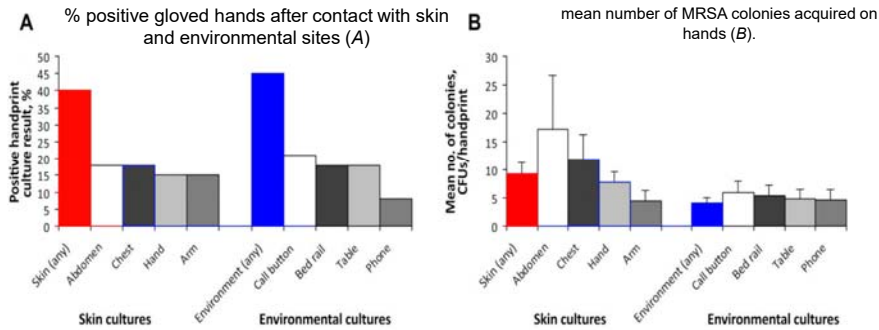 A
% positive gloved hands after contact with skin
and environmental sites (A)
Positive handprint
culture result, %
50
45
40
35
30
25
20
15
10
5
0
Skin (any)
Abdomen
Chest
Hand
Arm
Environment (any)
Call button
Bed rail
Table
Phone
Skin cultures
Environmental cultures
B
mean number of MRSA colonies acquired on
hands (B).
Mean no. of colonies,
CFUs/handprint
30
25
20
15
10
5
0
Skin (any)
Abdomen
Chest
Hand
Arm
Environment (any)
Call button
Bed rail
Table
Phone
Skin cultures
Environmental cultures